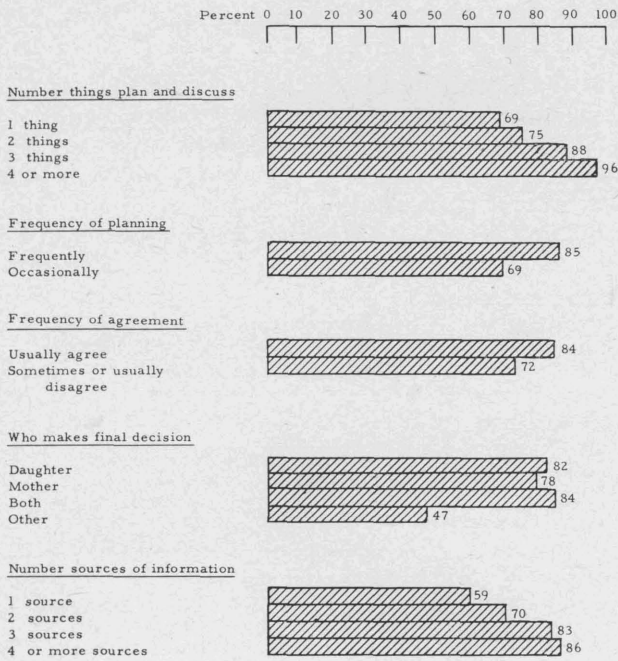 Percent 0 10 20 30 40 50 60 70 80 90 100
Number things plan and discuss
1 thing 69
2 things 75
3 things 88
4 or more 96
Frequency of planning
Frequently 85
Occasionally 69
Frequency of agreement
Usually agree 84
Sometimes or usually 72
disagree
Who makes final decision
Daughter 82
Mother 78
Both 84
Other 47
Number sources of information
1 source 59
2 sources 70
3 sources 83
4 or more sources 86